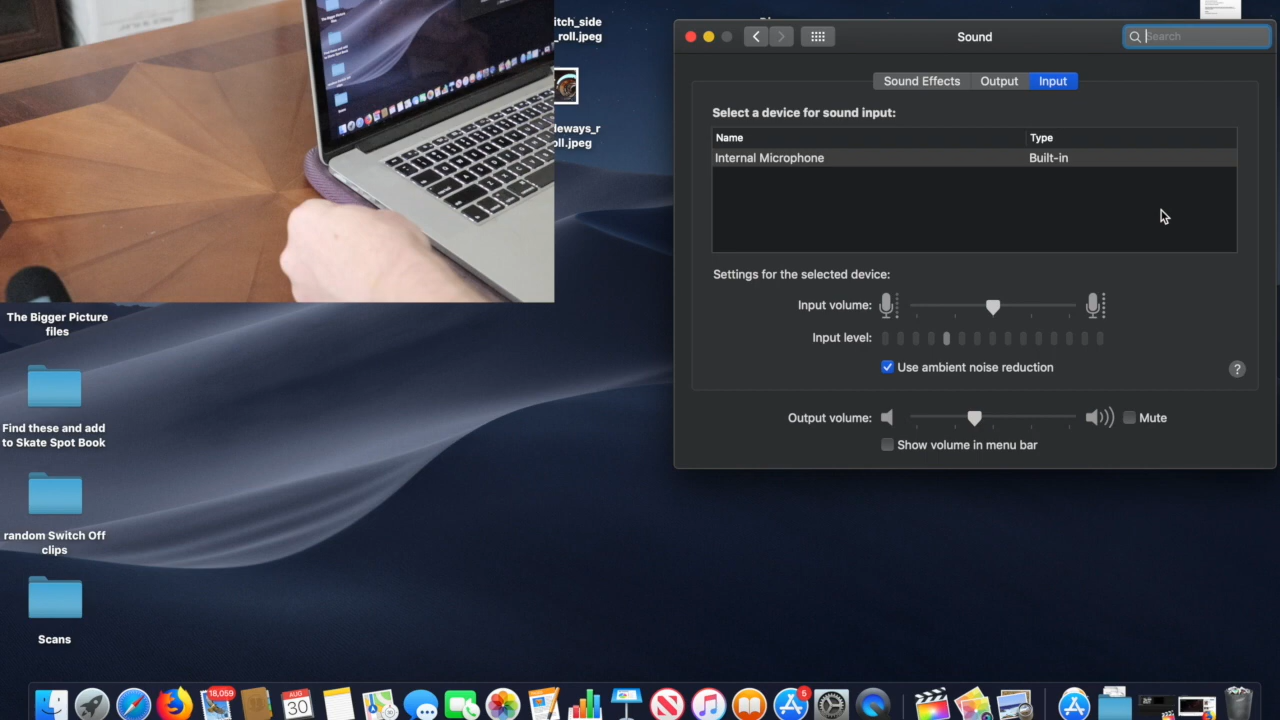 itch_side
_roll.jpeg
leways_r
oll.jpeg
Sound
Search
Sound Effects
Output
Input
Select a device for sound input:
Name
Type
Internal Microphone
Built-in
Settings for the selected device:
Input volume:
Input level:
Use ambient noise reduction
?
Output volume:
Mute
Show volume in menu bar
The Bigger Picture
files
Find these and add
to Skate Spot Book
random Switch Off
clips
Scans
18,059
AUG
30
5